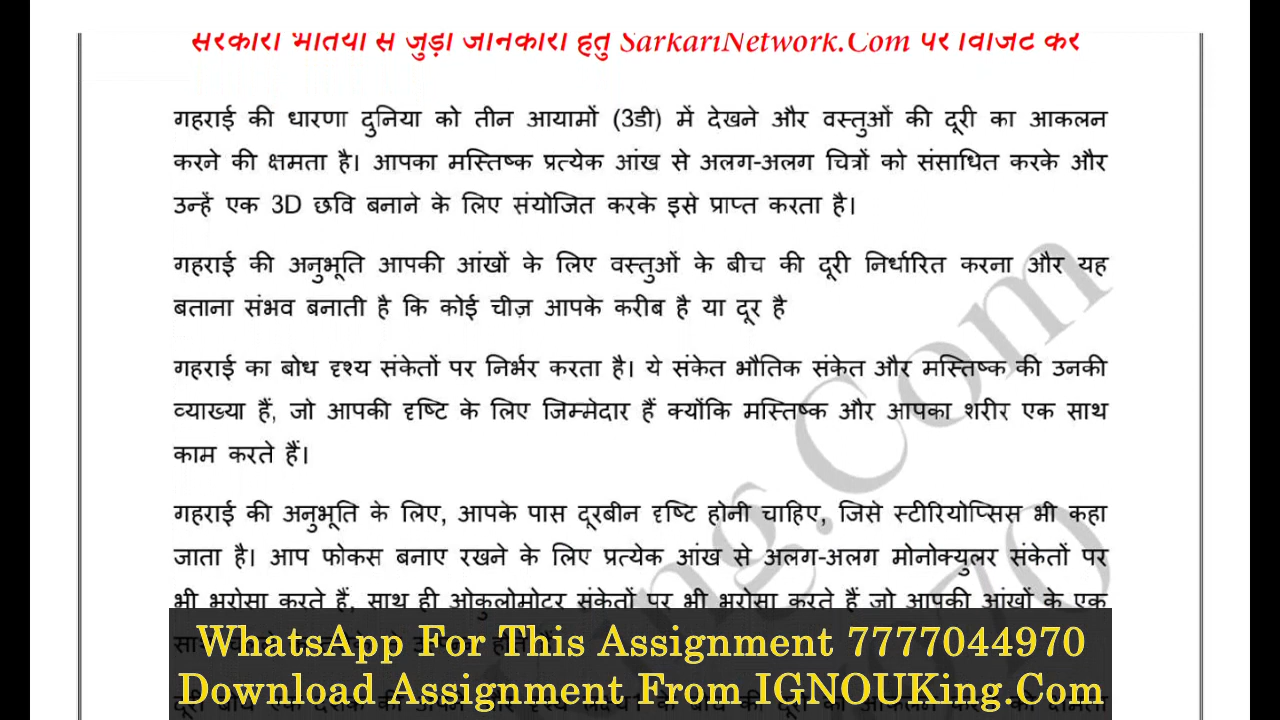 सरकारी भर्तियों से जुड़ी जानकारी हेतु SarkariNetwork.Com पर विजिट करें
गहराई की धारणा दुनिया को तीन आयामों (3डी) में देखने और वस्तुओं की दूरी का आकलन
करने की क्षमता है। आपका मस्तिष्क प्रत्येक आंख से अलग-अलग चित्रों को संसाधित करके और
उन्हें एक 3D छवि बनाने के लिए संयोजित करके इसे प्राप्त करता है।
गहराई की अनुभूति आपकी आंखों के लिए वस्तुओं के बीच की दूरी निर्धारित करना और यह
बताना संभव बनाती है कि कोई चीज़ आपके करीब है या दूर है
गहराई का बोध दृश्य संकेतों पर निर्भर करता है। ये संकेत भौतिक संकेत और मस्तिष्क की उनकी
व्याख्या हैं, जो आपकी दृष्टि के लिए जिम्मेदार हैं क्योंकि मस्तिष्क और आपका शरीर एक साथ
काम करते हैं।
गहराई की अनुभूति के लिए, आपके पास दूरबीन दृष्टि होनी चाहिए, जिसे स्टीरियोप्सिस भी कहा
जाता है। आप फोकस बनाए रखने के लिए प्रत्येक आंख से अलग-अलग मोनोक्युलर संकेतों पर
भी भरोसा करते हैं, साथ ही ओकुलोमोटर संकेतों पर भी भरोसा करते हैं जो आपकी आंखों के एक
WhatsApp For This Assignment 7777044970
Download Assignment From IGNOUKing.Com
ng.Com
70